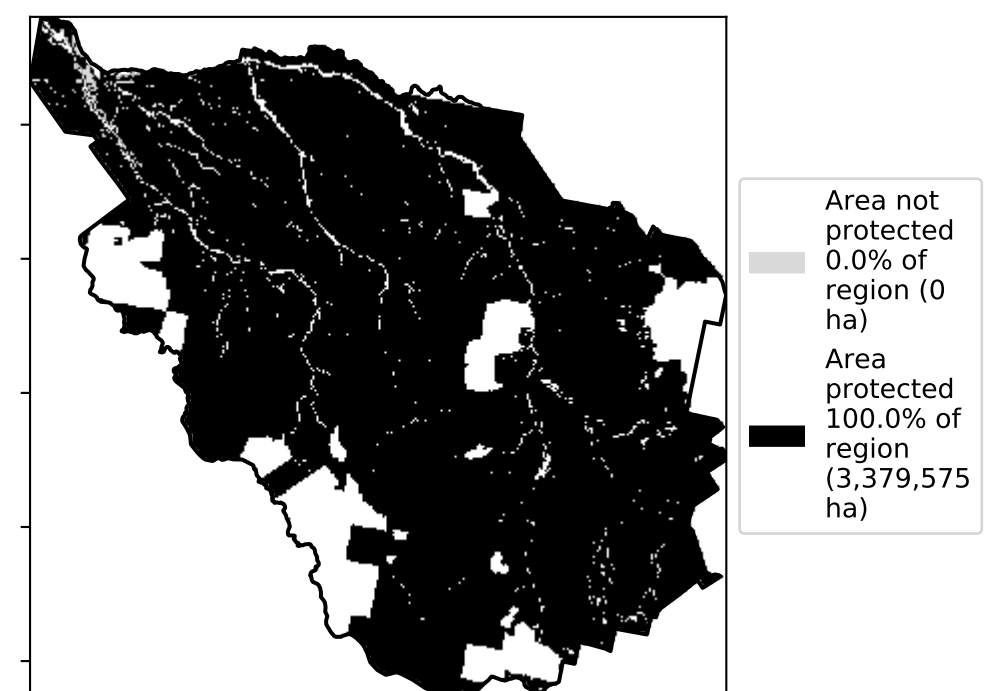 Area not
protected
0.0% of
region (0
ha)
Area
protected
100.0% of
region
(3,379,575
ha)